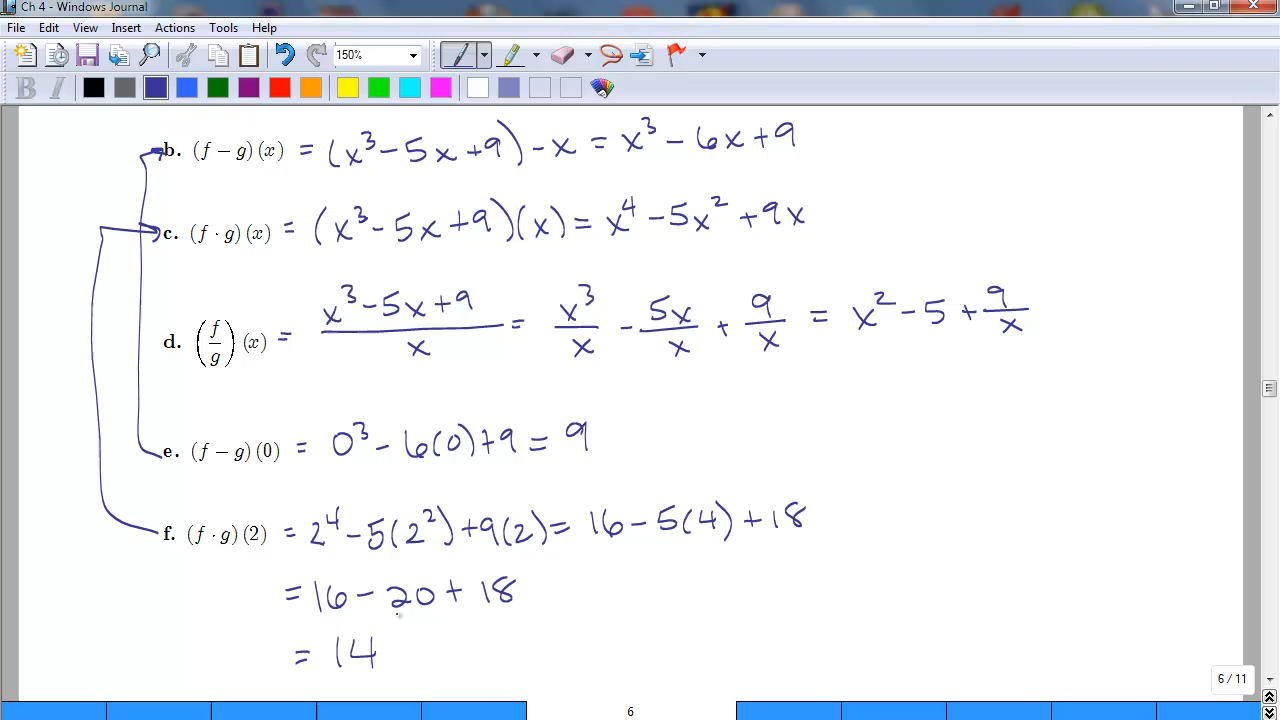 Ch 4 - Windows Journal
File Edit View Insert Actions Tools Help
150%
B I
b. (f − g)(x) = (x³ − 5x + 9) − x = x³ − 6x + 9
c. (f · g)(x) = (x³ − 5x + 9)(x) = x⁴ − 5x² + 9x
d. (f/g)(x) = (x³ − 5x + 9)/x = x³/x − 5x/x + 9/x = x² − 5 + 9/x
e. (f − g)(0) = 0³ − 6(0) + 9 = 9
f. (f · g)(2) = 2⁴ − 5(2²) + 9(2) = 16 − 5(4) + 18
= 16 − 20 + 18
= 14
6 / 11
6